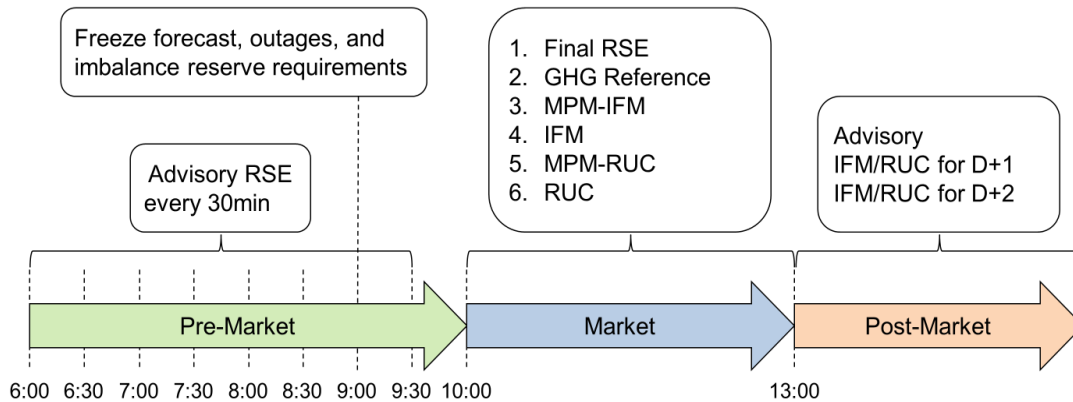 Freeze forecast, outages, and
imbalance reserve requirements
Advisory RSE
every 30min
1. Final RSE
2. GHG Reference
3. MPM-IFM
4. IFM
5. MPM-RUC
6. RUC
Advisory
IFM/RUC for D+1
IFM/RUC for D+2
Pre-Market
Market
Post-Market
6:00 6:30 7:00 7:30 8:00 8:30 9:00 9:30 10:00 13:00